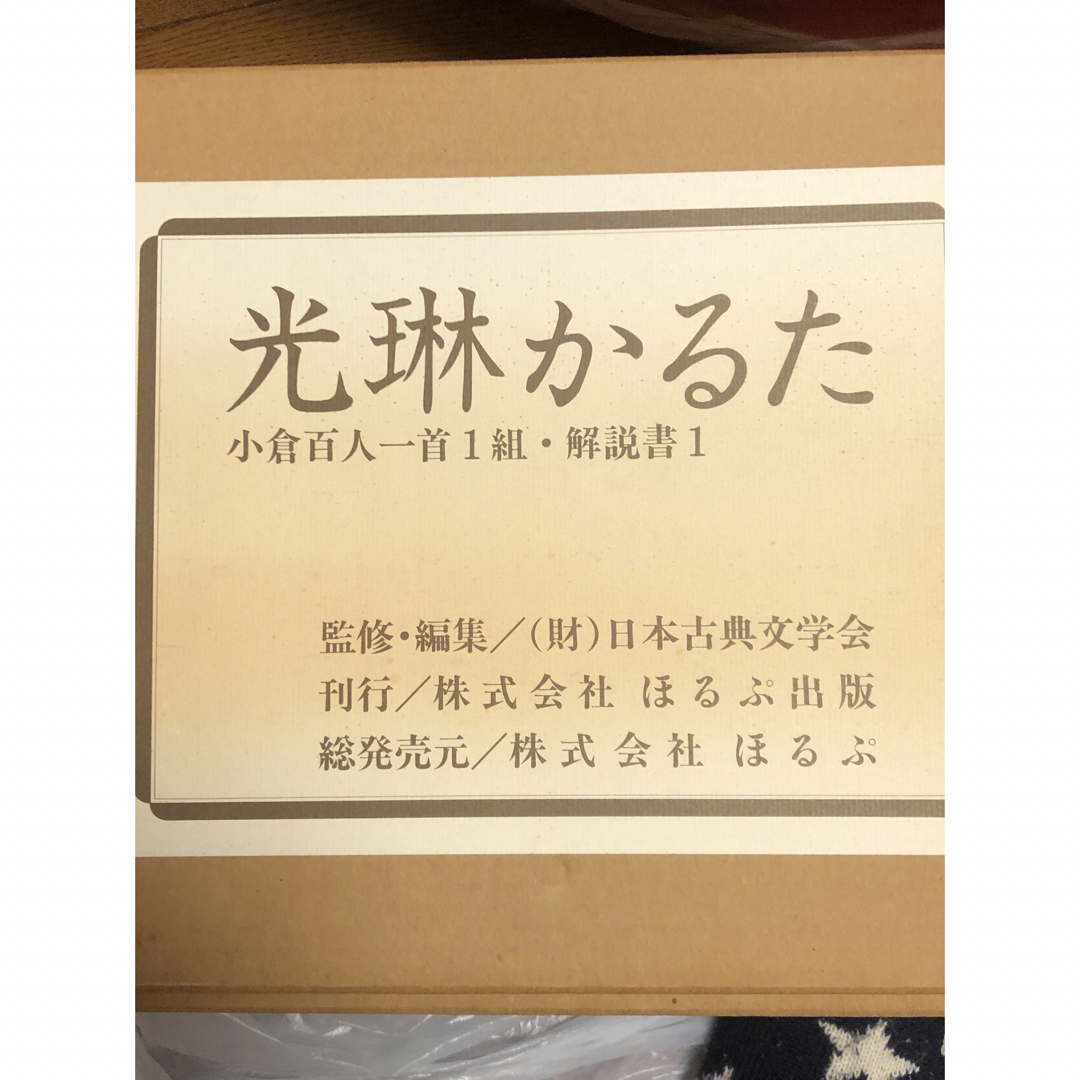 光琳かるた
小倉百人一首1組・解説書1
監修・編集／(財)日本古典文学会
刊行／株式会社 ほるぷ出版
総発売元／株式会社 ほるぷ